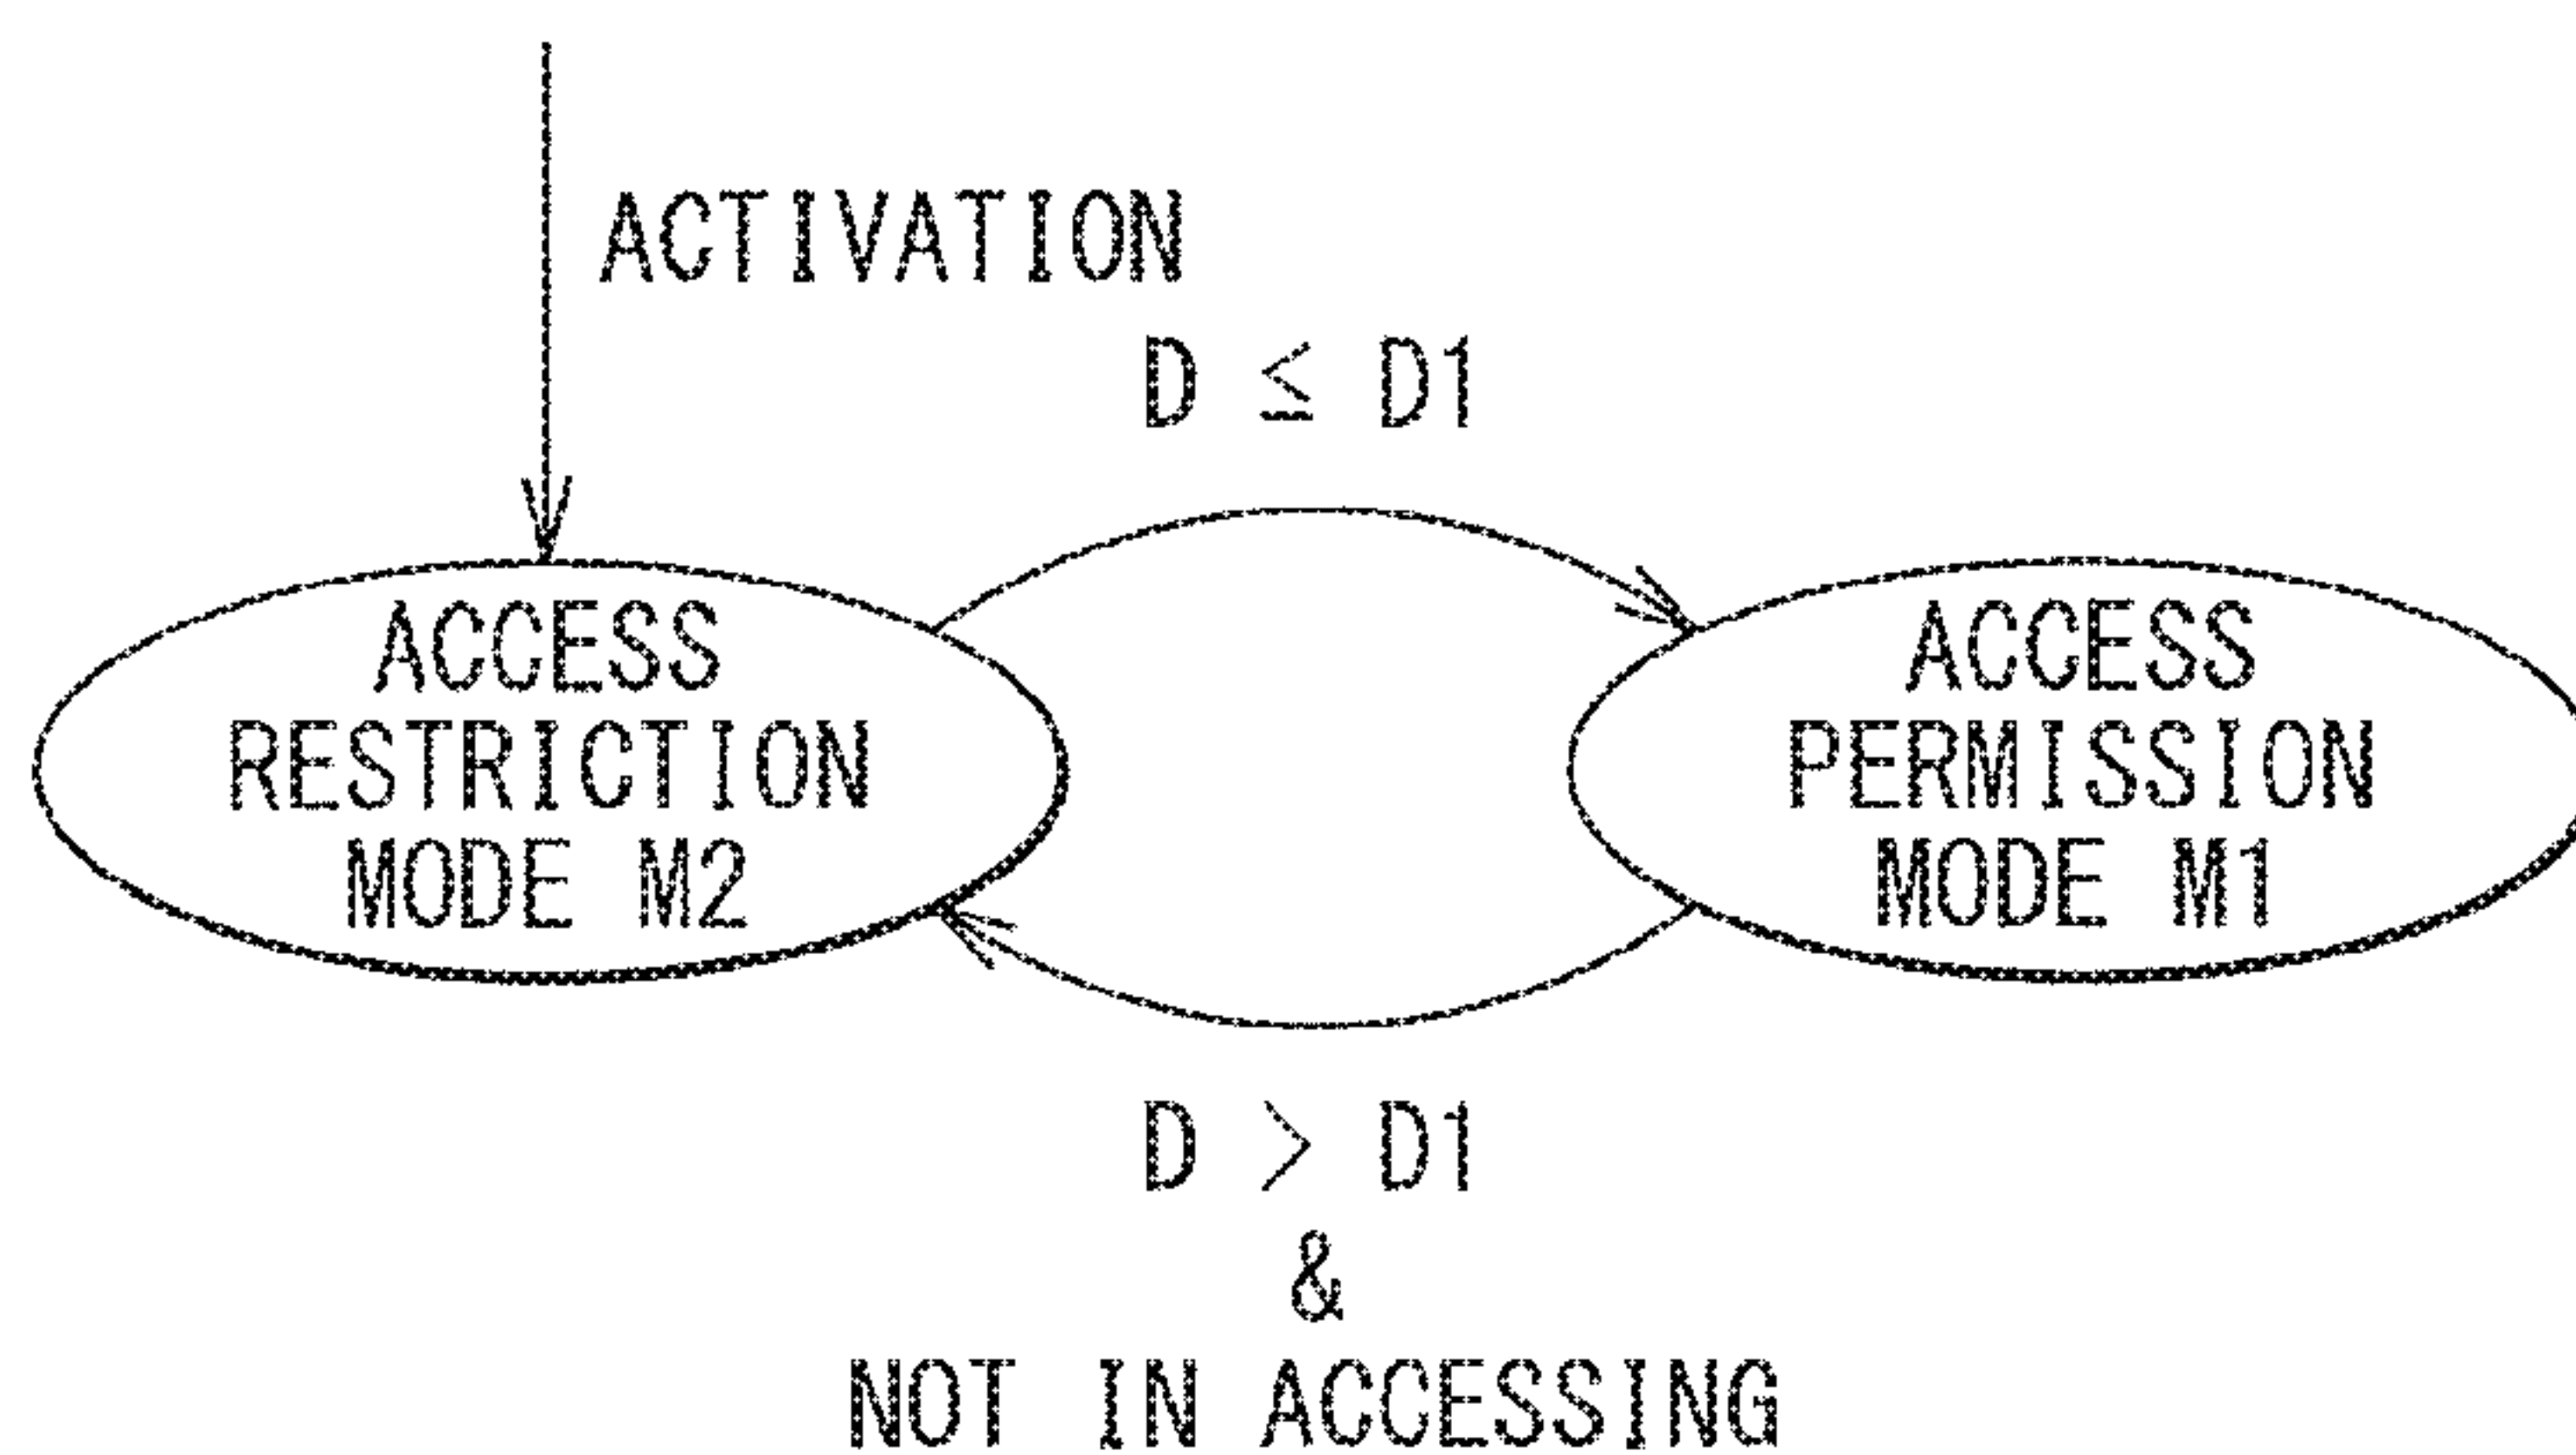 ACTIVATION
D ≤ D1
ACCESS
RESTRICTION
MODE M2
ACCESS
PERMISSION
MODE M1
D > D1
&
NOT IN ACCESSING